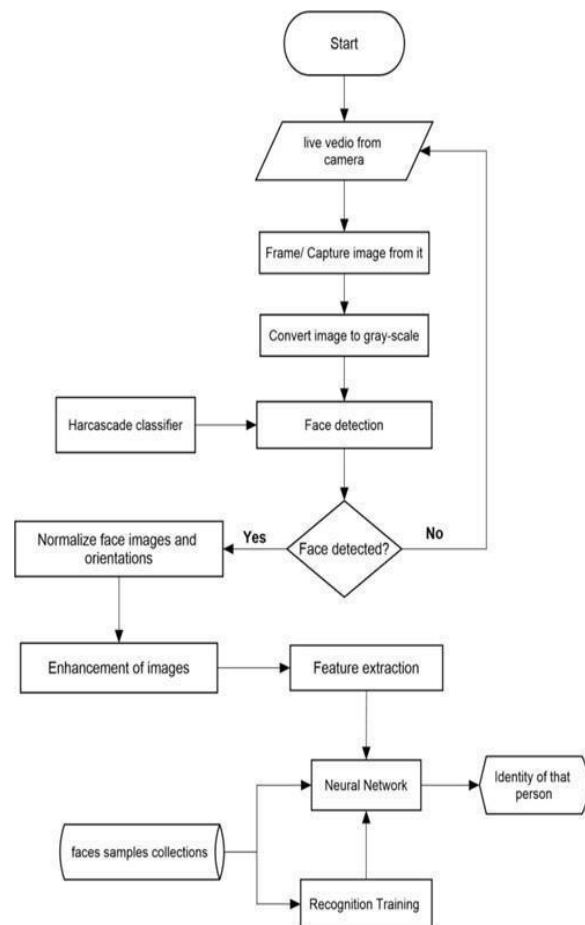 Start
live vedio from
camera
Frame/ Capture image from it
Convert image to gray-scale
Harcascade classifier
Face detection
Face detected?
Yes
No
Normalize face images and
orientations
Enhancement of images
Feature extraction
Neural Network
Identity of that
person
faces samples collections
Recognition Training